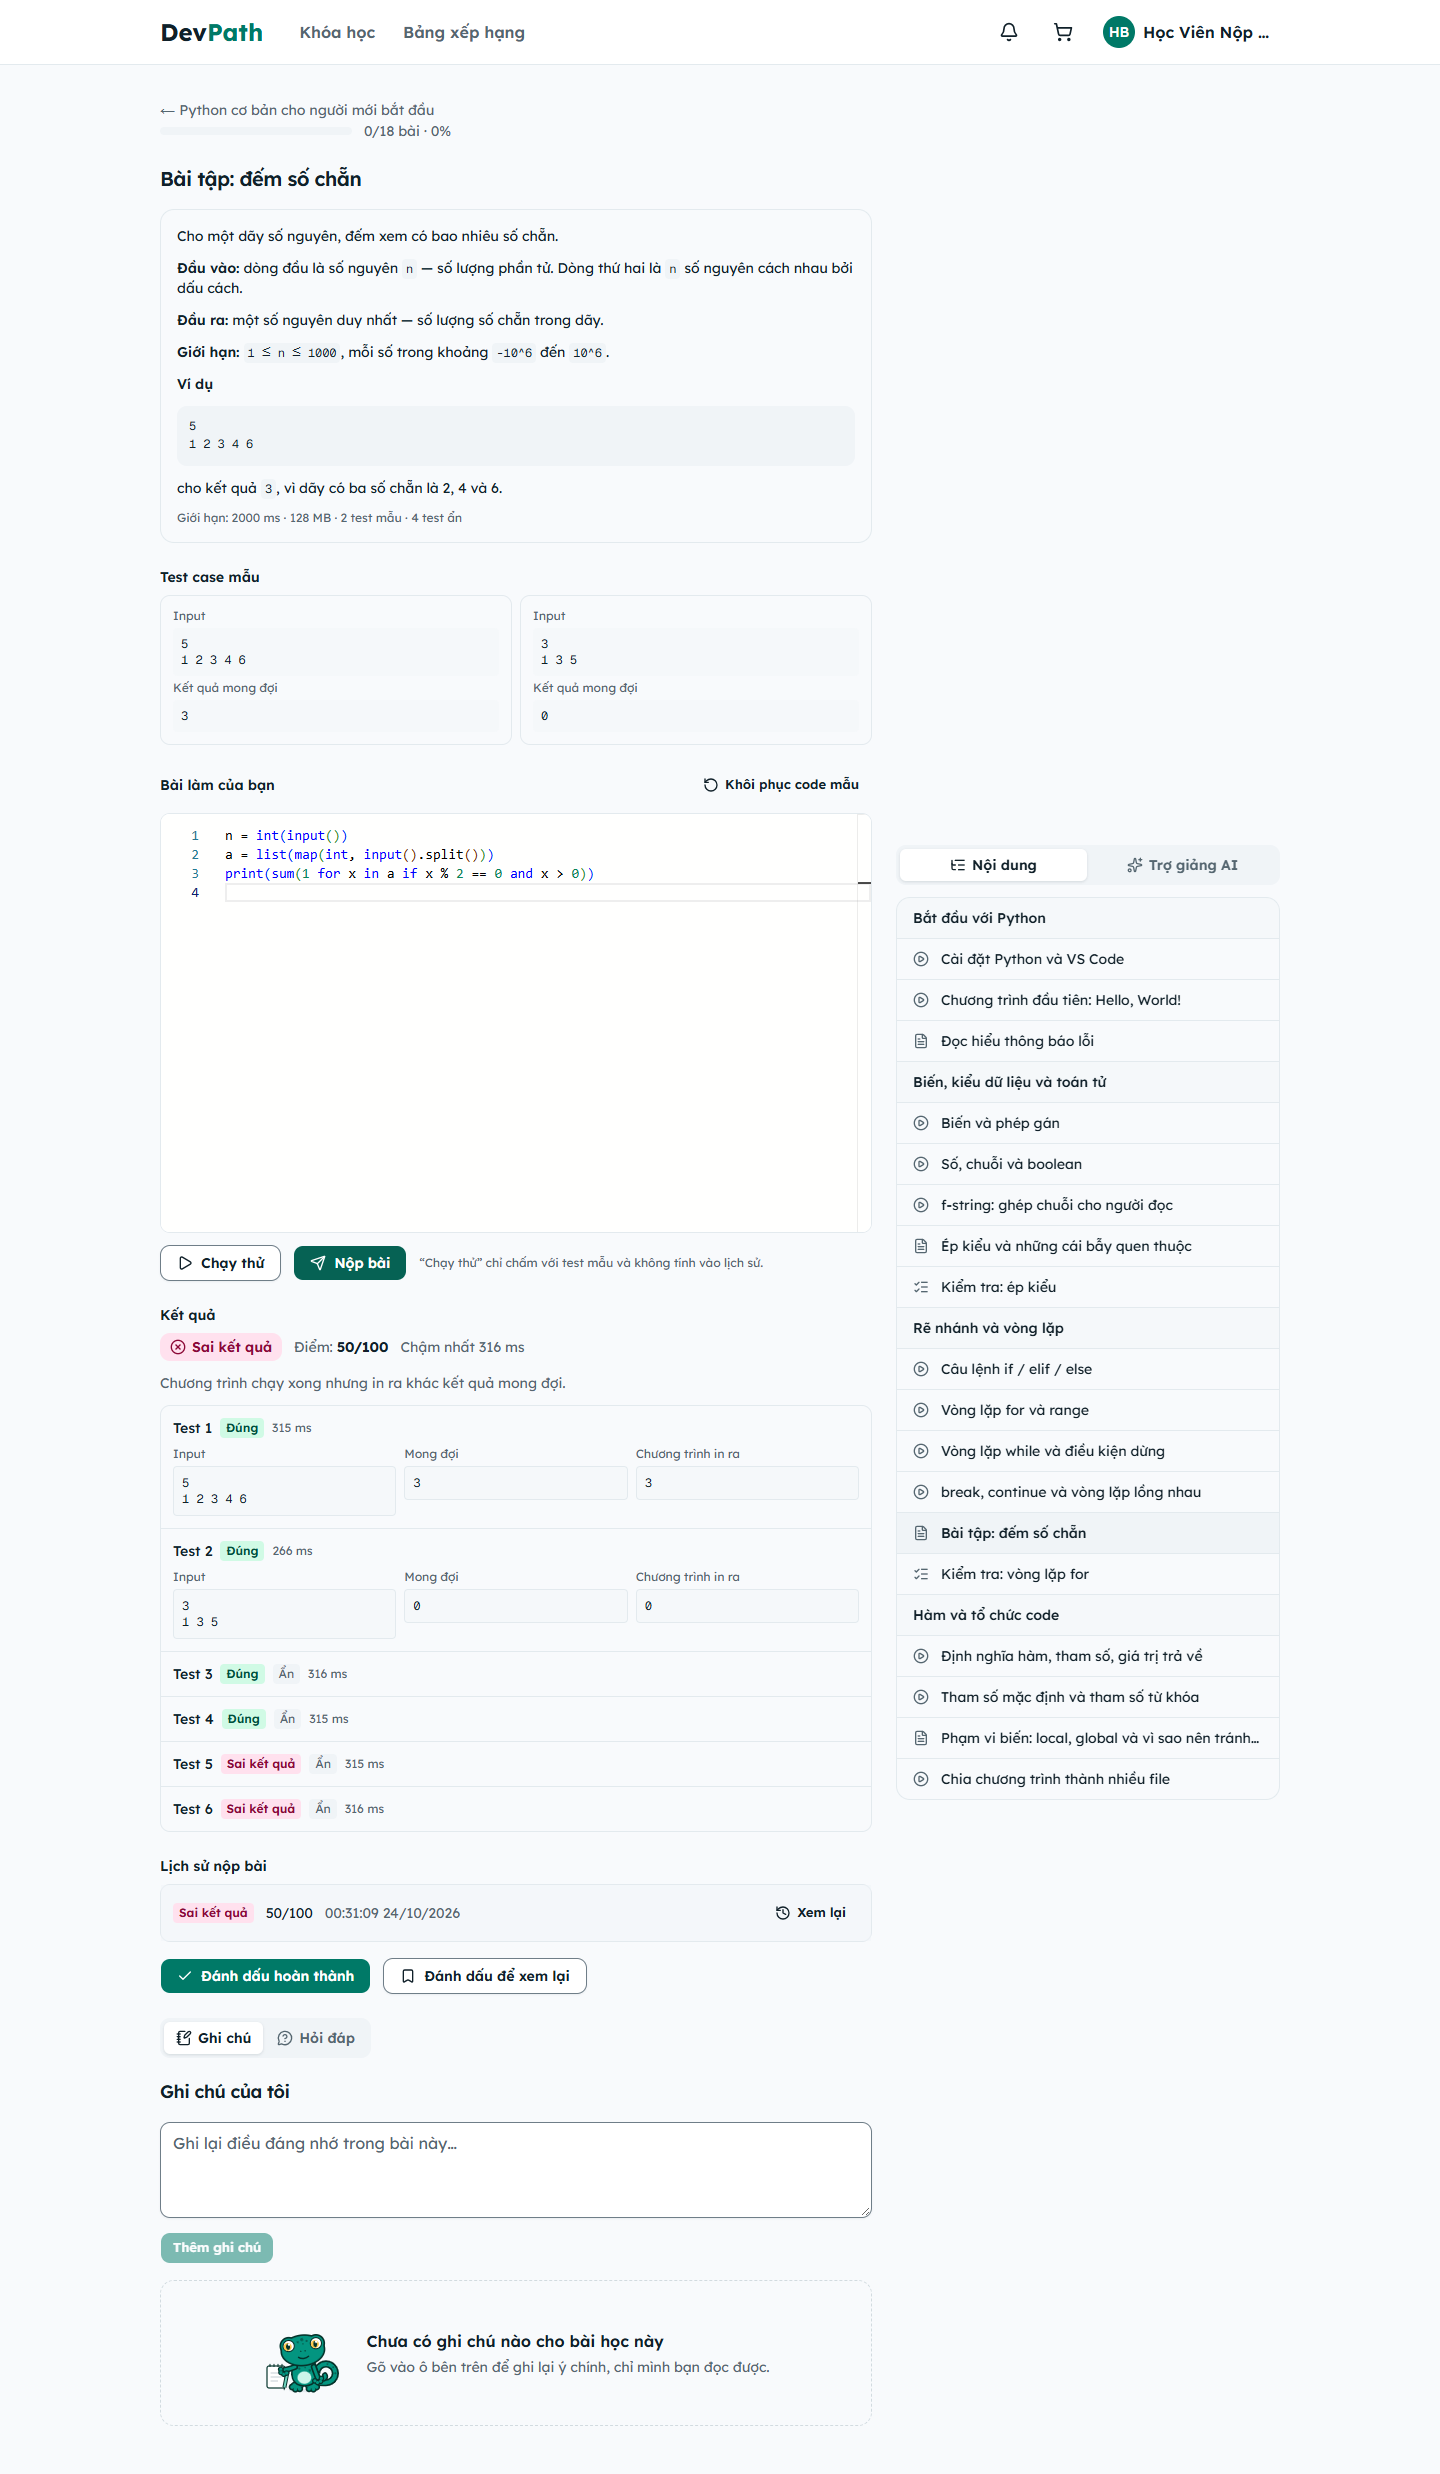 DevPath
Khóa học
Bảng xếp hạng
HB
Học Viên Nộp ...
← Python cơ bản cho người mới bắt đầu
0/18 bài · 0%
Bài tập: đếm số chẵn
Cho một dãy số nguyên, đếm xem có bao nhiêu số chẵn.
Đầu vào: dòng đầu là số nguyên n — số lượng phần tử. Dòng thứ hai là n số nguyên cách nhau bởi
dấu cách.
Đầu ra: một số nguyên duy nhất — số lượng số chẵn trong dãy.
Giới hạn: 1 ≤ n ≤ 1000, mỗi số trong khoảng -10^6 đến 10^6.
Ví dụ
5
1 2 3 4 6
cho kết quả 3, vì dãy có ba số chẵn là 2, 4 và 6.
Giới hạn: 2000 ms · 128 MB · 2 test mẫu · 4 test ẩn
Test case mẫu
Input
5
1 2 3 4 6
Kết quả mong đợi
3
Input
3
1 3 5
Kết quả mong đợi
0
Bài làm của bạn
Khôi phục code mẫu
1 n = int(input())
2 a = list(map(int, input().split()))
3 print(sum(1 for x in a if x % 2 == 0 and x > 0))
4
Chạy thử
Nộp bài
“Chạy thử” chỉ chấm với test mẫu và không tính vào lịch sử.
Kết quả
Sai kết quả
Điểm: 50/100
Chậm nhất 316 ms
Chương trình chạy xong nhưng in ra khác kết quả mong đợi.
Test 1 Đúng 315 ms
Input
5
1 2 3 4 6
Mong đợi
3
Chương trình in ra
3
Test 2 Đúng 266 ms
Input
3
1 3 5
Mong đợi
0
Chương trình in ra
0
Test 3 Đúng Ẩn 316 ms
Test 4 Đúng Ẩn 315 ms
Test 5 Sai kết quả Ẩn 315 ms
Test 6 Sai kết quả Ẩn 316 ms
Lịch sử nộp bài
Sai kết quả 50/100 00:31:09 24/10/2026
Xem lại
Đánh dấu hoàn thành
Đánh dấu để xem lại
Ghi chú
Hỏi đáp
Ghi chú của tôi
Ghi lại điều đáng nhớ trong bài này...
Thêm ghi chú
Chưa có ghi chú nào cho bài học này
Gõ vào ô bên trên để ghi lại ý chính, chỉ mình bạn đọc được.
Nội dung
Trợ giảng AI
Bắt đầu với Python
Cài đặt Python và VS Code
Chương trình đầu tiên: Hello, World!
Đọc hiểu thông báo lỗi
Biến, kiểu dữ liệu và toán tử
Biến và phép gán
Số, chuỗi và boolean
f-string: ghép chuỗi cho người đọc
Ép kiểu và những cái bẫy quen thuộc
Kiểm tra: ép kiểu
Rẽ nhánh và vòng lặp
Câu lệnh if / elif / else
Vòng lặp for và range
Vòng lặp while và điều kiện dừng
break, continue và vòng lặp lồng nhau
Bài tập: đếm số chẵn
Kiểm tra: vòng lặp for
Hàm và tổ chức code
Định nghĩa hàm, tham số, giá trị trả về
Tham số mặc định và tham số từ khóa
Phạm vi biến: local, global và vì sao nên tránh...
Chia chương trình thành nhiều file